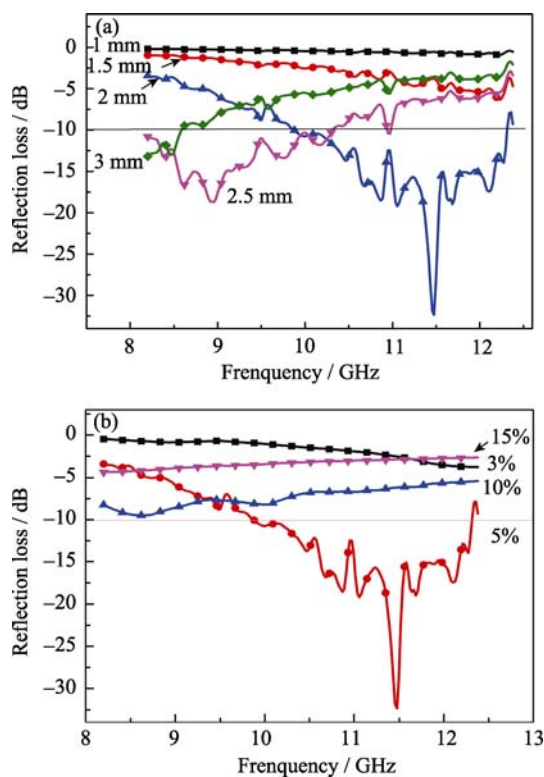 (a)
1 mm
1.5 mm
2 mm
3 mm
2.5 mm
0
−5
−10
−15
−20
−25
−30
Reflection loss / dB
8
9
10
11
12
Frenquency / GHz
(b)
15%
3%
10%
5%
0
−5
−10
−15
−20
−25
−30
Reflection loss / dB
8
9
10
11
12
13
Frenquency / GHz